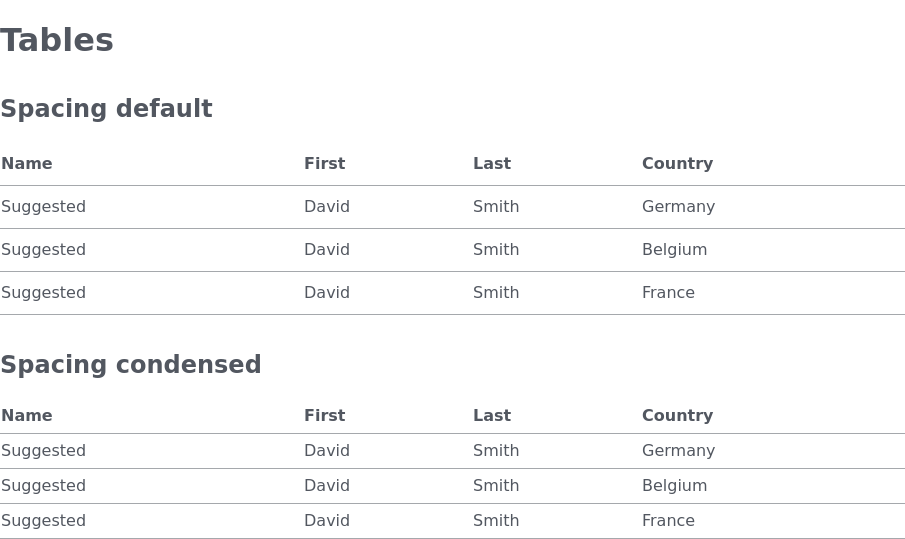 Tables
Spacing default
Name First Last Country
Suggested David Smith Germany
Suggested David Smith Belgium
Suggested David Smith France
Spacing condensed
Name First Last Country
Suggested David Smith Germany
Suggested David Smith Belgium
Suggested David Smith France